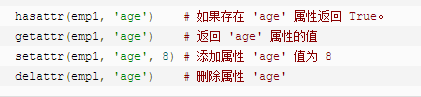 hasattr(emp1, 'age')    # 如果存在 'age' 属性返回 True。
getattr(emp1, 'age')    # 返回 'age' 属性的值
setattr(emp1, 'age', 8) # 添加属性 'age' 值为 8
delattr(emp1, 'age')    # 删除属性 'age'